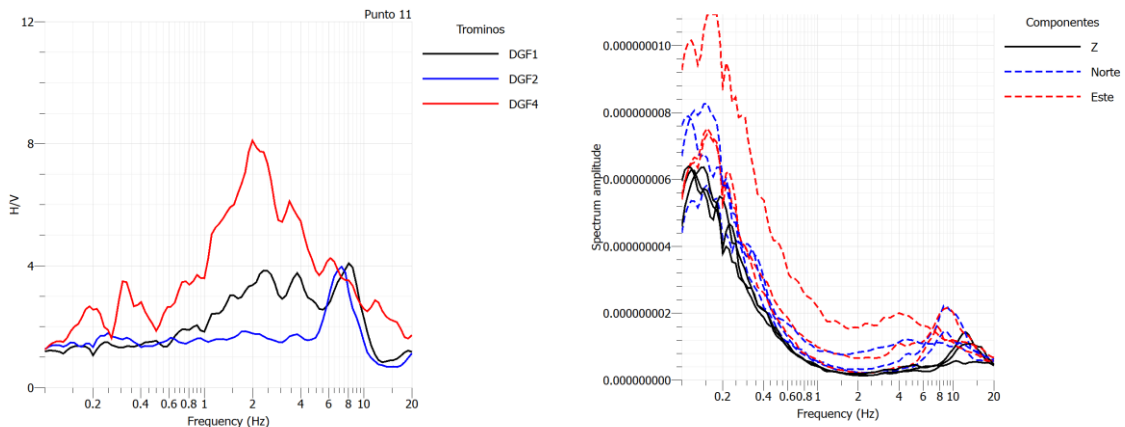 Punto 11
Trominos
DGF1
DGF2
DGF4
H/V
12
8
4
0
0.2 0.4 0.6 0.8 1 2 4 6 8 10 20
Frequency (Hz)
Componentes
Z
Norte
Este
Spectrum amplitude
0.000000010
0.000000008
0.000000006
0.000000004
0.000000002
0.000000000
0.2 0.4 0.6 0.8 1 2 4 6 8 10 20
Frequency (Hz)